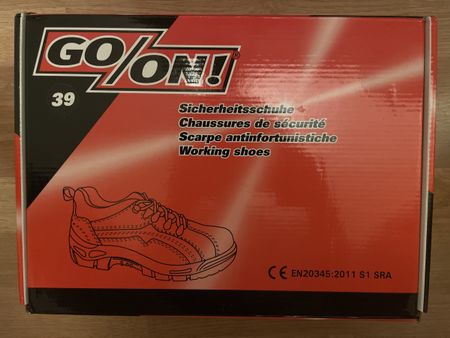 GO/ON!
39
Sicherheitsschuhe
Chaussures de sécurité
Scarpe antinfortunistiche
Working shoes
CE EN20345:2011 S1 SRA